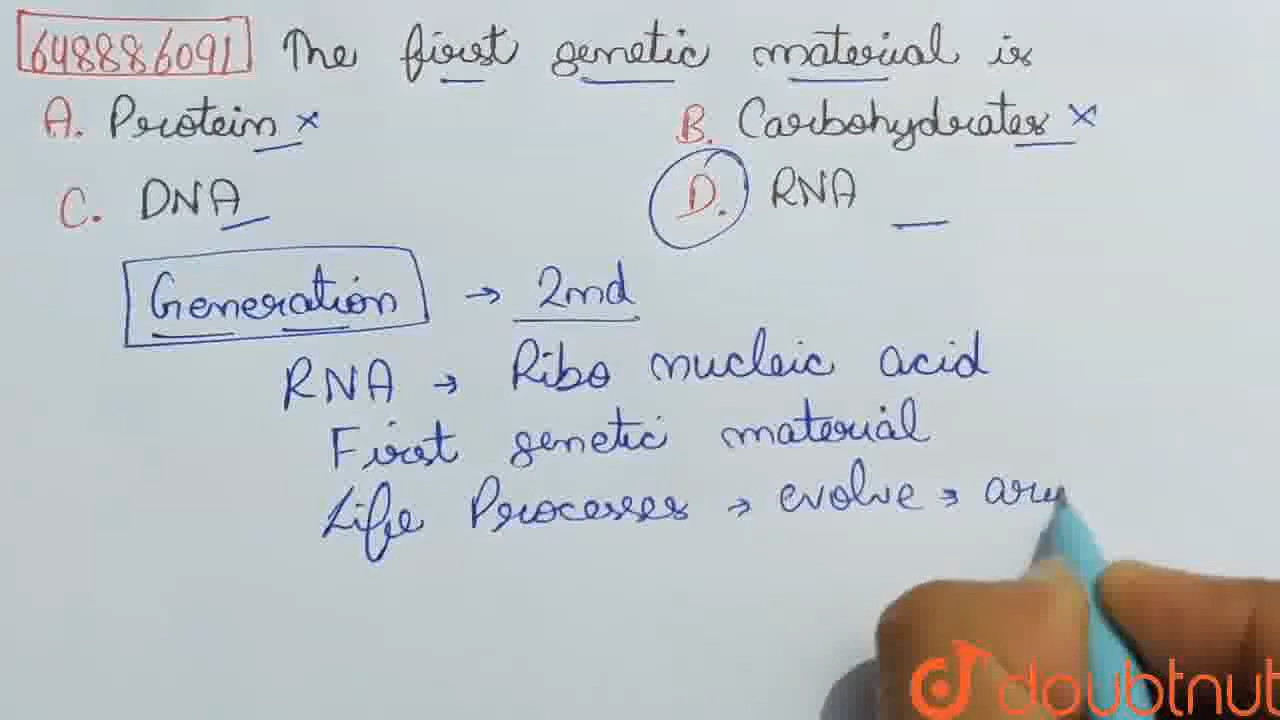 648886091 The first genetic material is
A. Protein × B. Carbohydrates ×
C. DNA D. RNA
Generation → 2nd
RNA → Ribo nucleic acid
First genetic material
Life Processes → evolve →
doubtnut